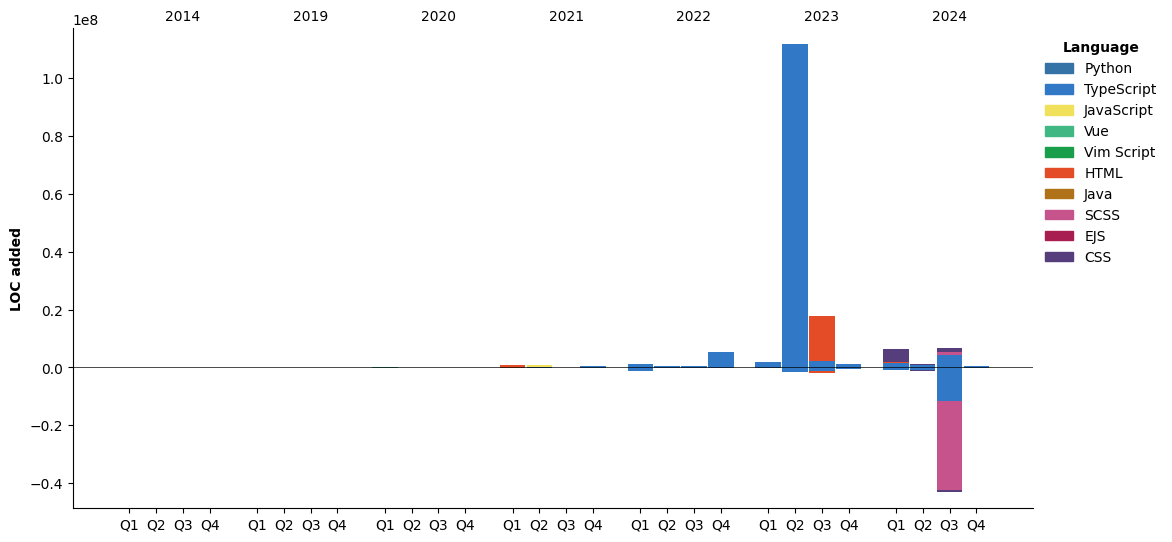 1e8
2014 2019 2020 2021 2022 2023 2024
Language
Python
TypeScript
JavaScript
Vue
Vim Script
HTML
Java
SCSS
EJS
CSS
LOC added
1.0
0.8
0.6
0.4
0.2
0.0
−0.2
−0.4
Q1 Q2 Q3 Q4 Q1 Q2 Q3 Q4 Q1 Q2 Q3 Q4 Q1 Q2 Q3 Q4 Q1 Q2 Q3 Q4 Q1 Q2 Q3 Q4 Q1 Q2 Q3 Q4